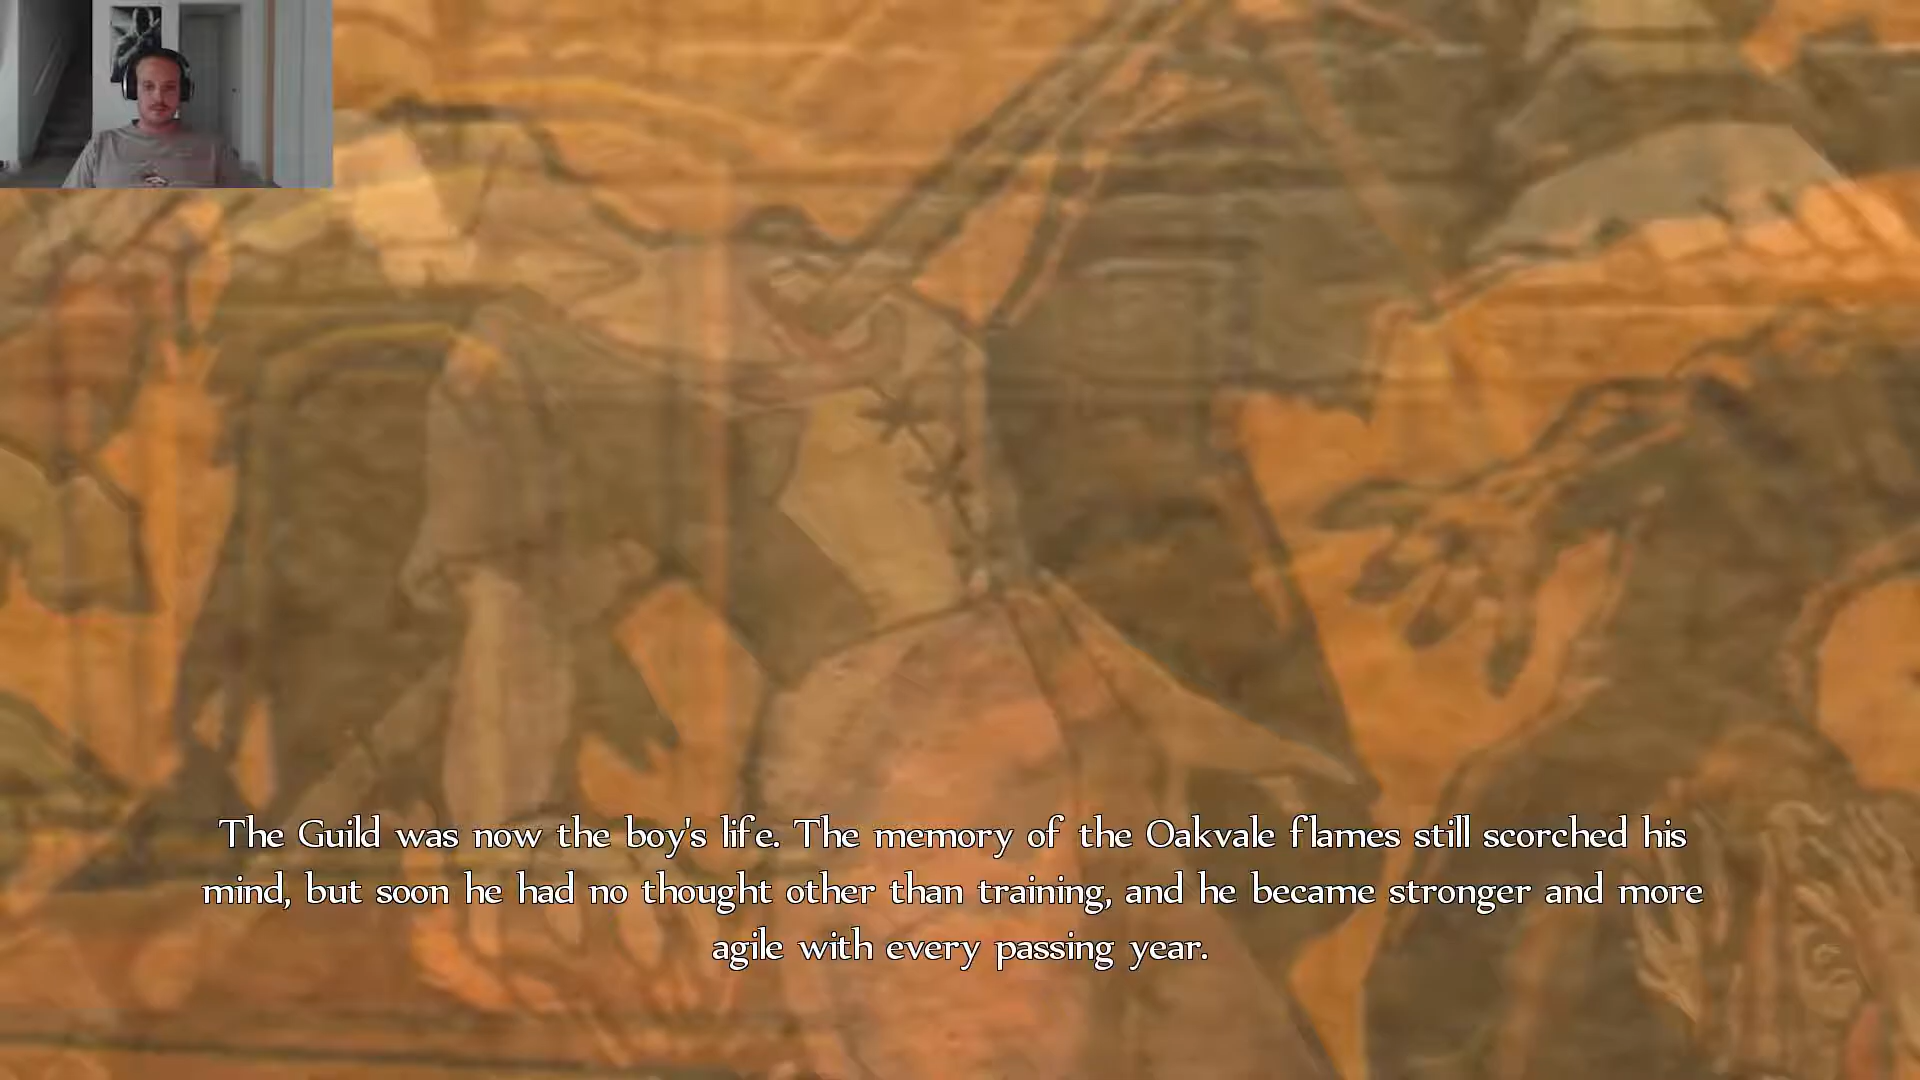 The Guild was now the boy's life. The memory of the Oakvale flames still scorched his
mind, but soon he had no thought other than training, and he became stronger and more
agile with every passing year.